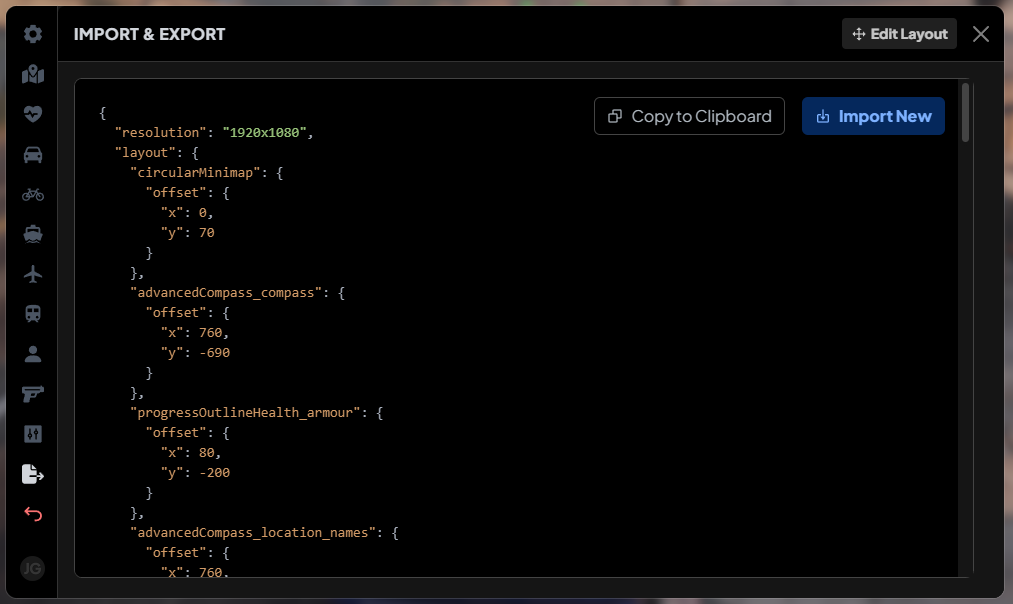 IMPORT & EXPORT
Edit Layout
Copy to Clipboard
Import New
{
"resolution": "1920x1080",
"layout": {
"circularMinimap": {
"offset": {
"x": 0,
"y": 70
}
},
"advancedCompass_compass": {
"offset": {
"x": 760,
"y": -690
}
},
"progressOutlineHealth_armour": {
"offset": {
"x": 80,
"y": -200
}
},
"advancedCompass_location_names": {
"offset": {
"x": 760,
JG